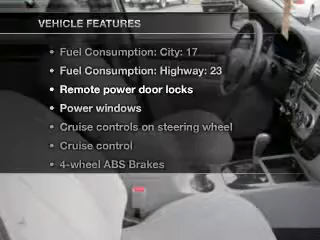 VEHICLE FEATURES
• Fuel Consumption: City: 17
• Fuel Consumption: Highway: 23
• Remote power door locks
• Power windows
• Cruise controls on steering wheel
• Cruise control
• 4-wheel ABS Brakes